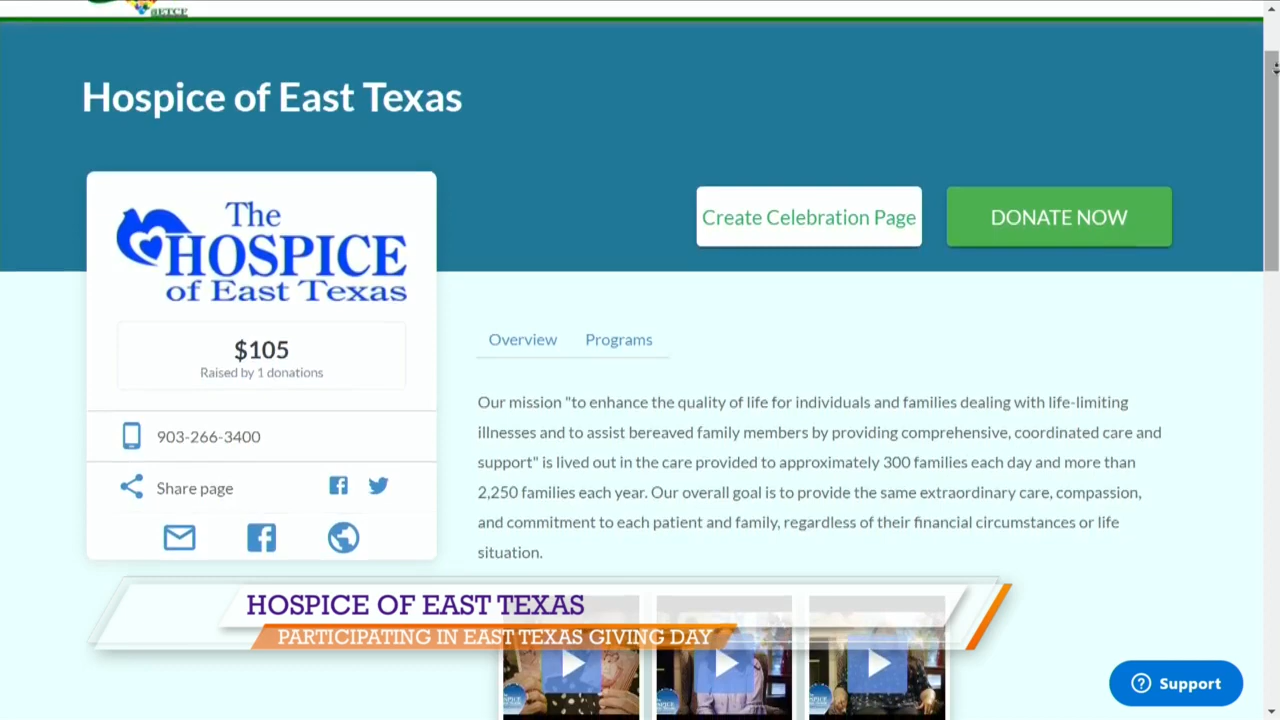 Hospice of East Texas
The
HOSPICE
of East Texas
Create Celebration Page
DONATE NOW
$105
Raised by 1 donations
903-266-3400
Share page
Overview
Programs
Our mission "to enhance the quality of life for individuals and families dealing with life-limiting
illnesses and to assist bereaved family members by providing comprehensive, coordinated care and
support" is lived out in the care provided to approximately 300 families each day and more than
2,250 families each year. Our overall goal is to provide the same extraordinary care, compassion,
and commitment to each patient and family, regardless of their financial circumstances or life
situation.
HOSPICE OF EAST TEXAS
PARTICIPATING IN EAST TEXAS GIVING DAY
HOSPICE
HOSPICE
HOSPICE
Support